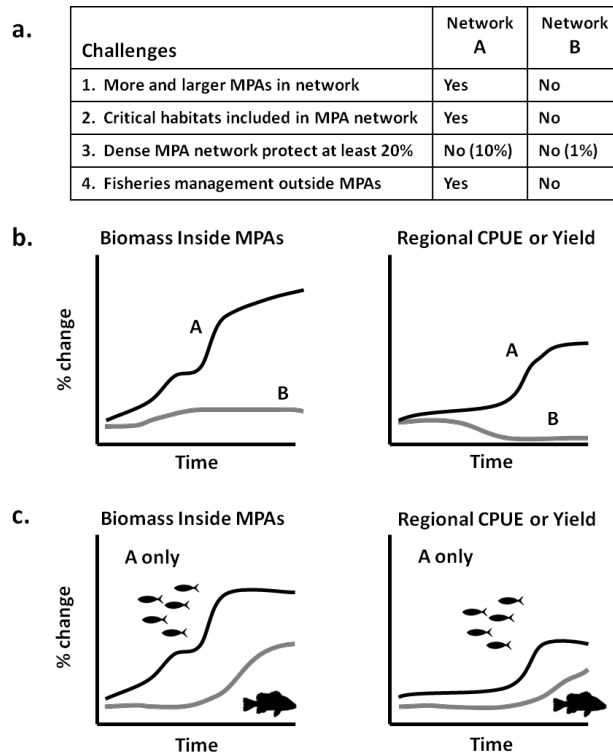 a.
Challenges
Network A
Network B
1. More and larger MPAs in network Yes No
2. Critical habitats included in MPA network Yes No
3. Dense MPA network protect at least 20% No (10%) No (1%)
4. Fisheries management outside MPAs Yes No
b.
Biomass Inside MPAs
Regional CPUE or Yield
% change
A
B
A
B
Time
Time
c.
Biomass Inside MPAs
Regional CPUE or Yield
A only
A only
% change
Time
Time